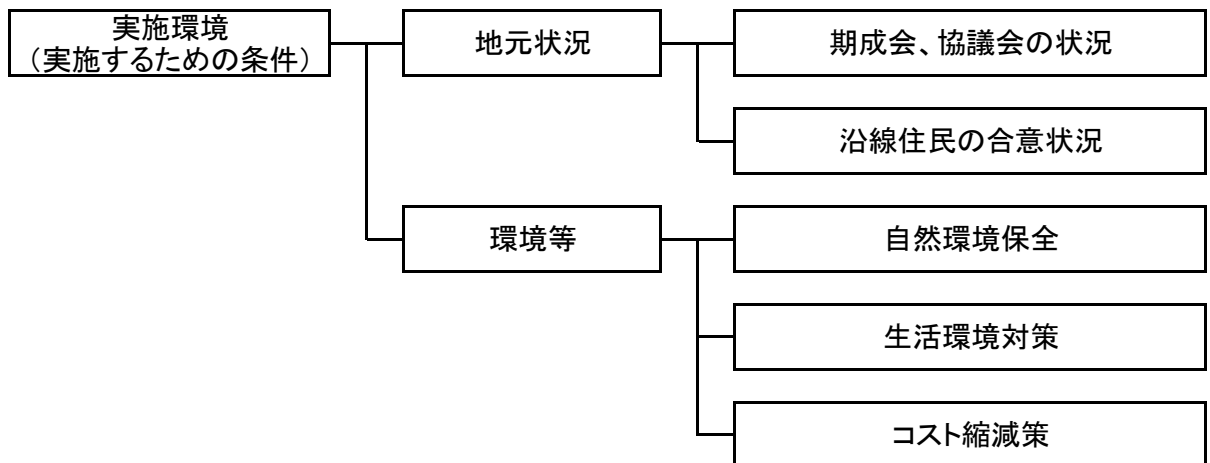 実施環境
（実施するための条件）
地元状況
期成会、協議会の状況
沿線住民の合意状況
環境等
自然環境保全
生活環境対策
コスト縮減策